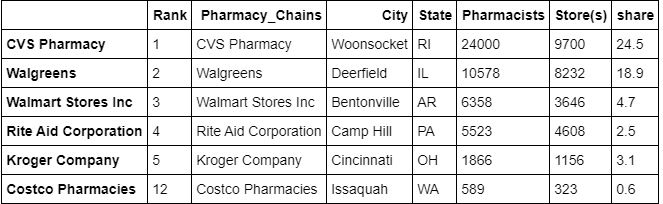 Rank Pharmacy_Chains City State Pharmacists Store(s) share
CVS Pharmacy 1 CVS Pharmacy Woonsocket RI 24000 9700 24.5
Walgreens 2 Walgreens Deerfield IL 10578 8232 18.9
Walmart Stores Inc 3 Walmart Stores Inc Bentonville AR 6358 3646 4.7
Rite Aid Corporation 4 Rite Aid Corporation Camp Hill PA 5523 4608 2.5
Kroger Company 5 Kroger Company Cincinnati OH 1866 1156 3.1
Costco Pharmacies 12 Costco Pharmacies Issaquah WA 589 323 0.6